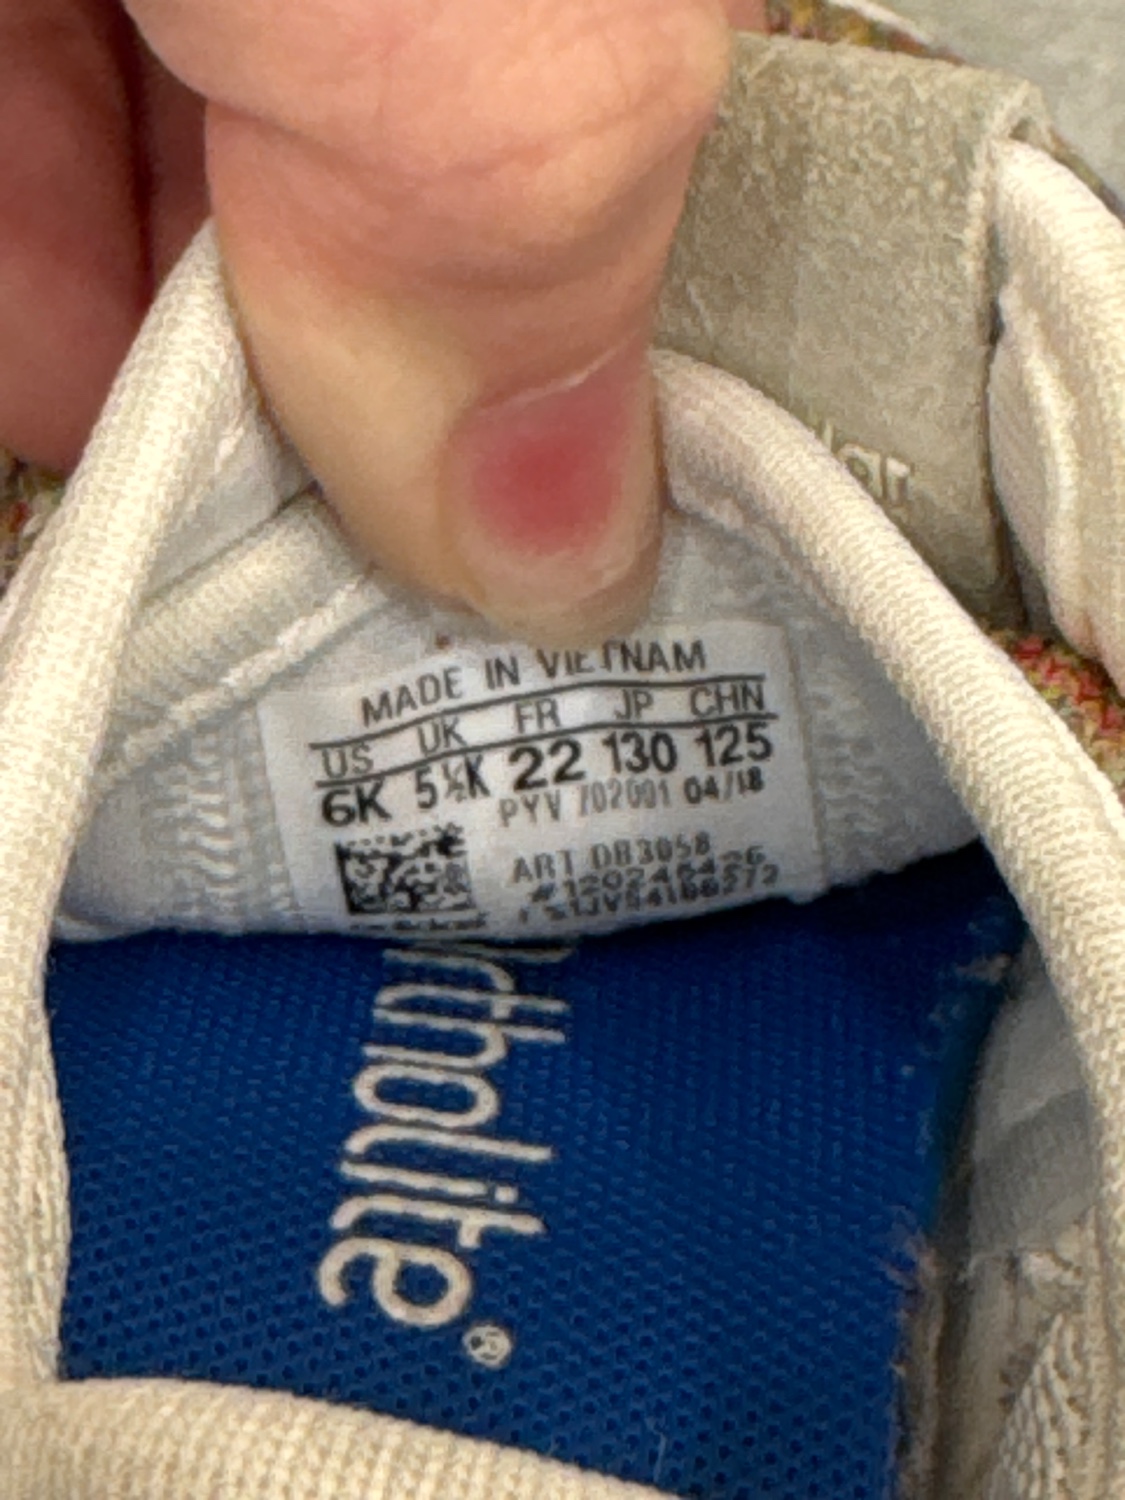 MADE IN VIETNAM
US UK FR JP CHN
6K 5½K 22 130 125
PYV 702001 04/18
ART DB3058
ortholite®